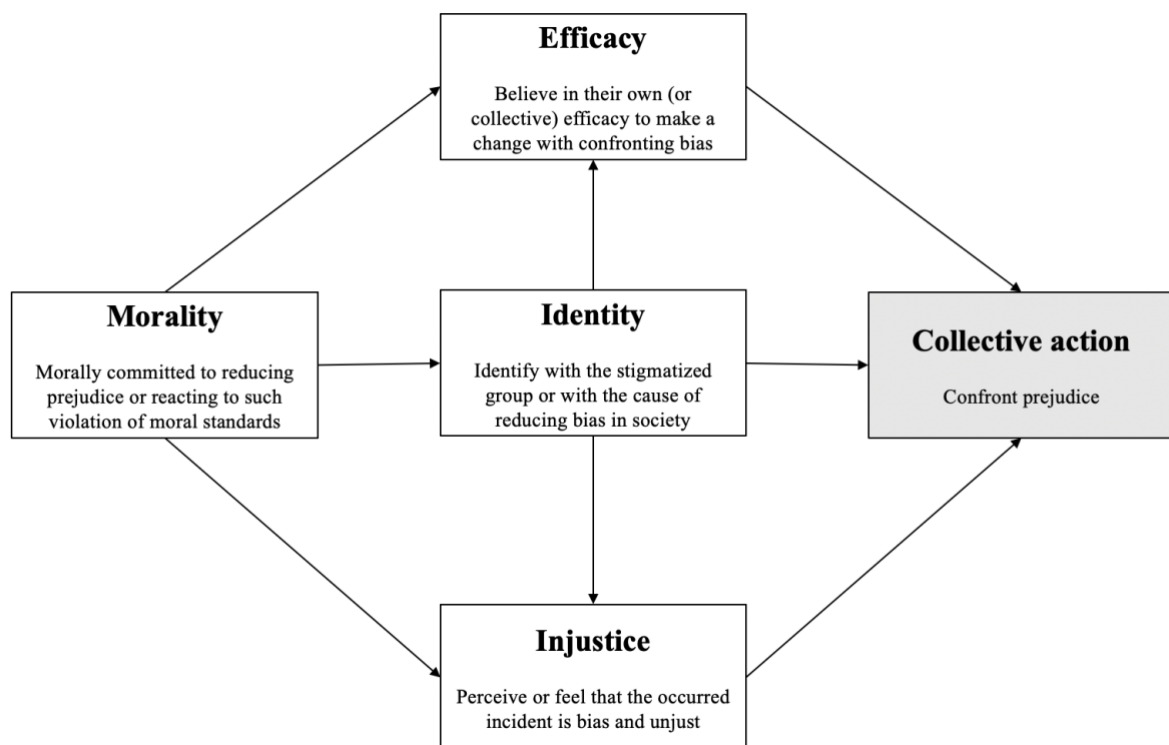 Efficacy
Believe in their own (or
collective) efficacy to make a
change with confronting bias
Morality
Morally committed to reducing
prejudice or reacting to such
violation of moral standards
Identity
Identify with the stigmatized
group or with the cause of
reducing bias in society
Collective action
Confront prejudice
Injustice
Perceive or feel that the occurred
incident is bias and unjust